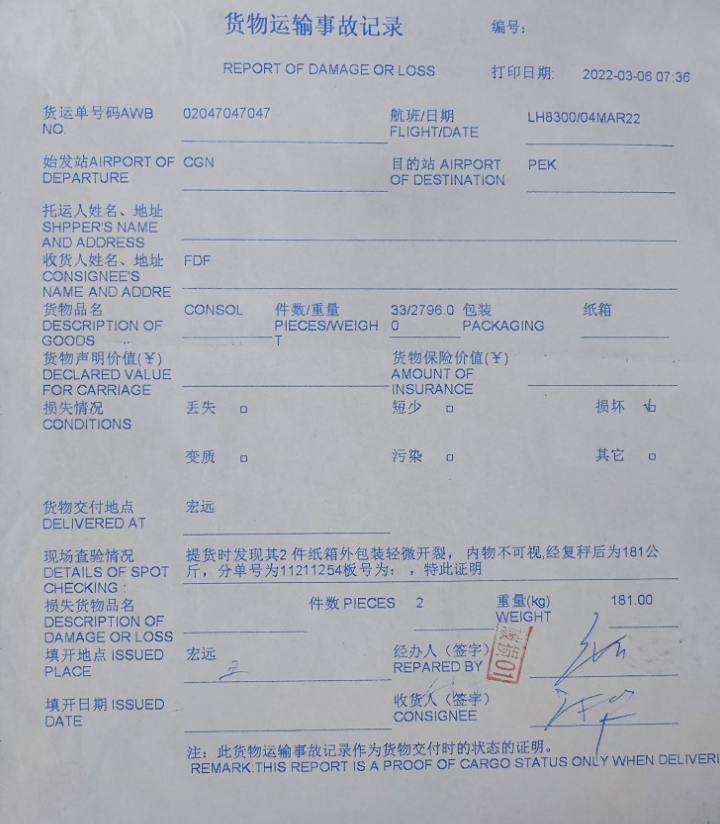 货物运输事故记录 编号:
REPORT OF DAMAGE OR LOSS 打印日期: 2022-03-06 07:36
货运单号码AWB NO. 02047047047 航班/日期 FLIGHT/DATE LH8300/04MAR22
始发站AIRPORT OF DEPARTURE CGN 目的站 AIRPORT OF DESTINATION PEK
托运人姓名、地址
SHPPER'S NAME
AND ADDRESS
收货人姓名、地址 FDF
CONSIGNEE'S
NAME AND ADDRE
货物品名 DESCRIPTION OF GOODS CONSOL 件数/重量 PIECES/WEIGHT 33/2796.00 包装 PACKAGING 纸箱
货物声明价值(¥) DECLARED VALUE FOR CARRIAGE 货物保险价值(¥) AMOUNT OF INSURANCE
损失情况 丢失 □ 短少 □ 损坏 √□
CONDITIONS
变质 □ 污染 □ 其它 □
货物交付地点 宏远
DELIVERED AT
现场查验情况 提货时发现其2 件纸箱外包装轻微开裂， 内物不可视,经复秤后为181公
DETAILS OF SPOT 斤，分单号为11211254板号为： ，特此证明
CHECKING :
损失货物品名 DESCRIPTION OF DAMAGE OR LOSS 件数 PIECES 2 重量(kg) WEIGHT 181.00
填开地点 ISSUED PLACE 宏远 经办人（签字） REPARED BY 01
填开日期 ISSUED DATE 收货人（签字） CONSIGNEE
注：此货物运输事故记录作为货物交付时的状态的证明。
REMARK:THIS REPORT IS A PROOF OF CARGO STATUS ONLY WHEN DELIVERI